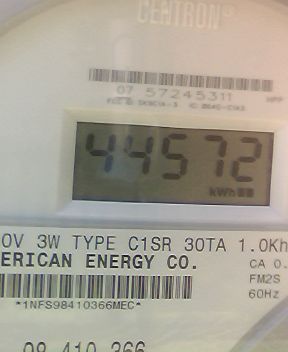 CENTRON
07 57245311
44572
kWh
0V 3W TYPE C1SR 30TA 1.0Kh
ERICAN ENERGY CO.
CA 0.
FM2S
60Hz
*1NFS98410366MEC*
98 410 366